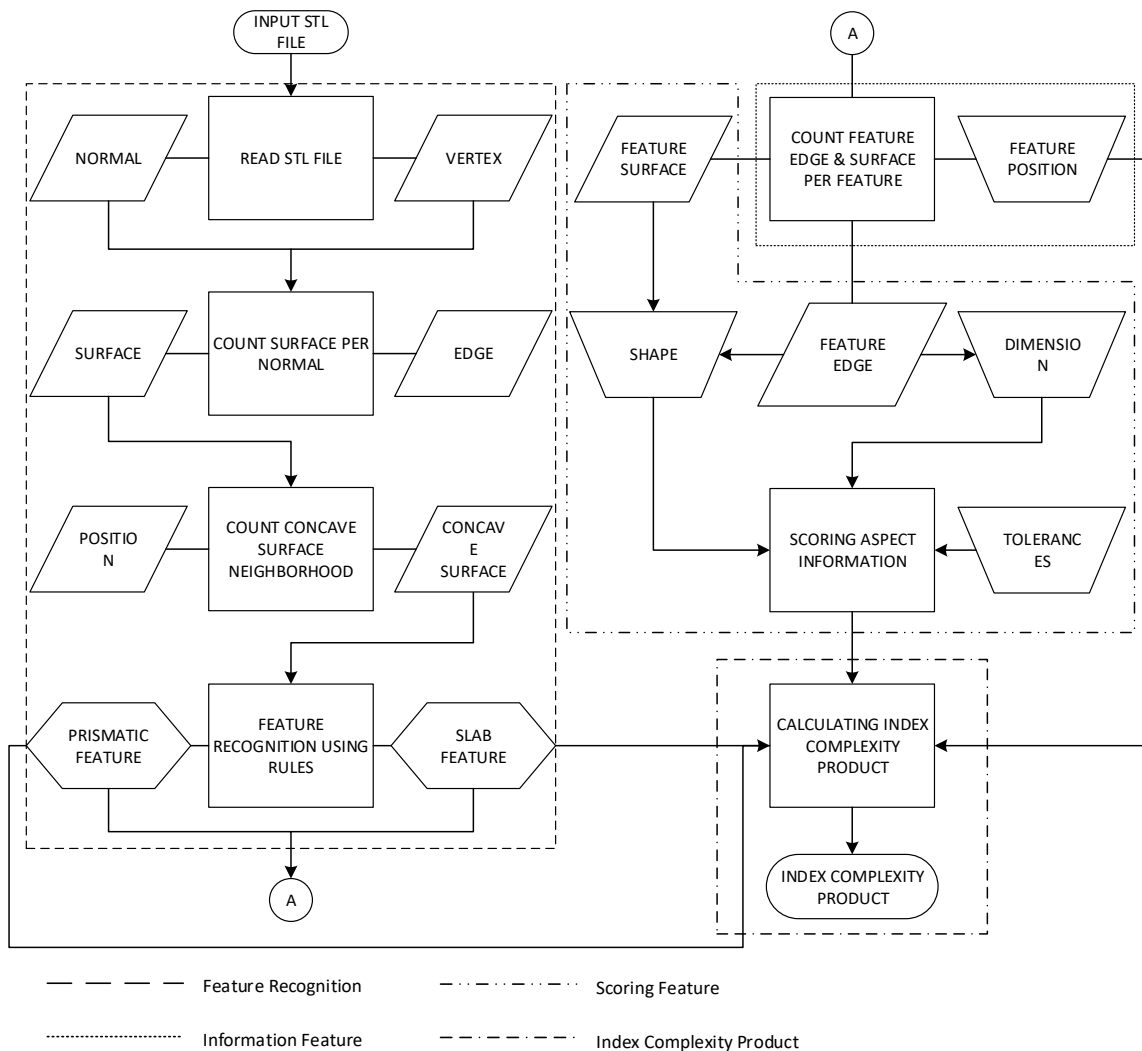 INPUT STL
FILE
NORMAL
READ STL FILE
VERTEX
SURFACE
COUNT SURFACE PER
NORMAL
EDGE
POSITIO
N
COUNT CONCAVE
SURFACE
NEIGHBORHOOD
CONCAV
E
SURFACE
PRISMATIC
FEATURE
FEATURE
RECOGNITION USING
RULES
SLAB
FEATURE
A
A
FEATURE
SURFACE
COUNT FEATURE
EDGE & SURFACE
PER FEATURE
FEATURE
POSITION
SHAPE
FEATURE
EDGE
DIMENSIO
N
SCORING ASPECT
INFORMATION
TOLERANC
ES
CALCULATING INDEX
COMPLEXITY
PRODUCT
INDEX COMPLEXITY
PRODUCT
Feature Recognition
Scoring Feature
Information Feature
Index Complexity Product